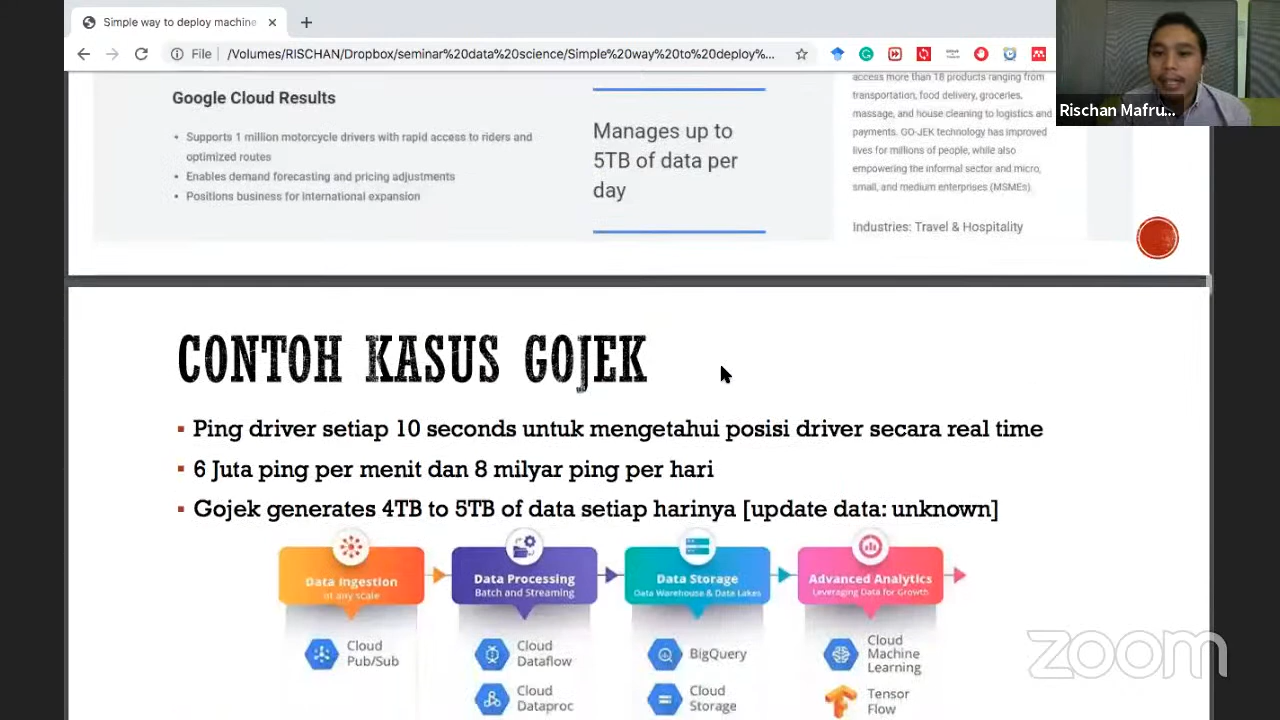 Simple way to deploy machine
File
/Volumes/RISCHAN/Dropbox/seminar%20data%20science/Simple%20way%20to%20deploy%...
Rischan Mafru...
Google Cloud Results
• Supports 1 million motorcycle drivers with rapid access to riders and
optimized routes
• Enables demand forecasting and pricing adjustments
• Positions business for international expansion
Manages up to
5TB of data per
day
access more than 18 products ranging from
transportation, food delivery, groceries,
massage, and house cleaning to logistics and
payments. GO-JEK technology has improved
lives for millions of people, while also
empowering the informal sector and micro,
small, and medium enterprises (MSMEs).
Industries: Travel & Hospitality
CONTOH KASUS GOJEK
▪ Ping driver setiap 10 seconds untuk mengetahui posisi driver secara real time
▪ 6 Juta ping per menit dan 8 milyar ping per hari
▪ Gojek generates 4TB to 5TB of data setiap harinya [update data: unknown]
Data Ingestion
at any scale
Cloud
Pub/Sub
Data Processing
Batch and Streaming
Cloud
Dataflow
Cloud
Dataproc
Data Storage
Data Warehouse & Data Lakes
BigQuery
Cloud
Storage
Advanced Analytics
Leveraging Data for Growth
Cloud
Machine
Learning
Tensor
Flow
zoom